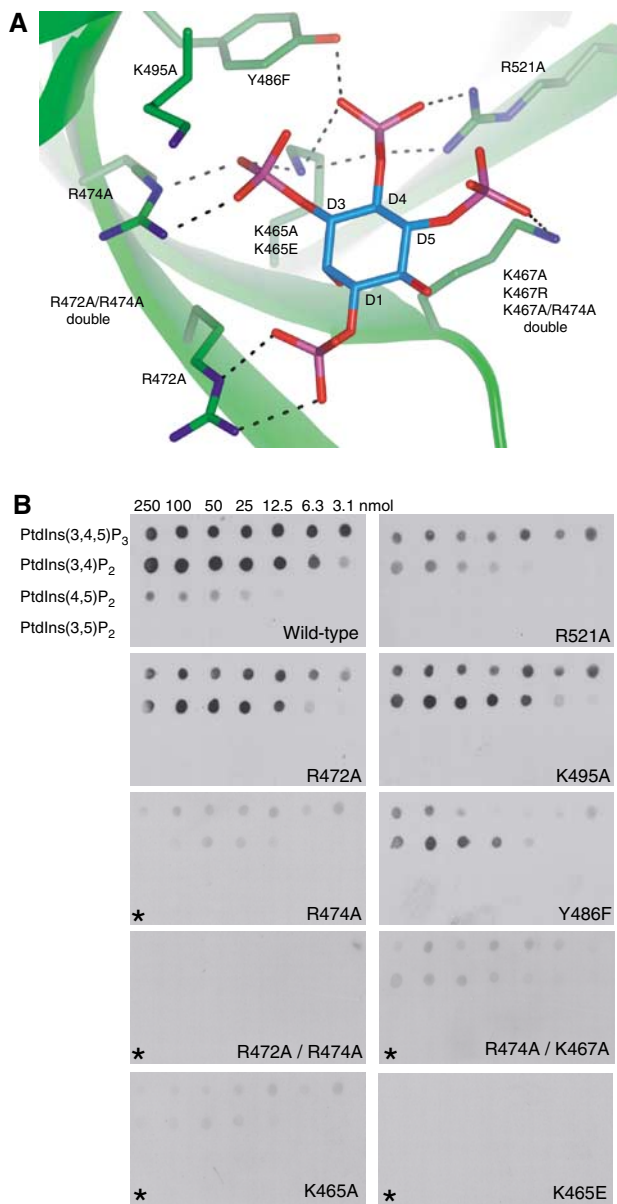 A
K495A
Y486F
R521A
R474A
D3
D4
K465A
K465E
D5
D1
K467A
K467R
K467A/R474A
double
R472A/R474A
double
R472A
B
250 100 50 25 12.5 6.3 3.1 nmol
PtdIns(3,4,5)P3
PtdIns(3,4)P2
PtdIns(4,5)P2
PtdIns(3,5)P2
Wild-type
R521A
R472A
K495A
* R474A
Y486F
* R472A / R474A
* R474A / K467A
* K465A
* K465E